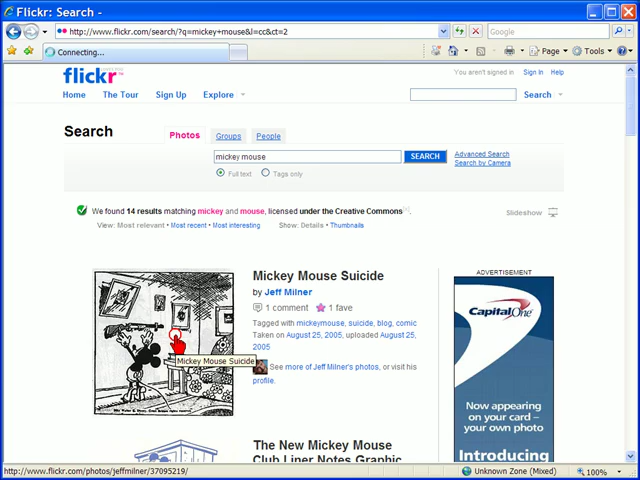 Flickr: Search -
http://www.flickr.com/search/?q=mickey+mouse&l=cc&ct=2
Google
Connecting...
Page
Tools
flickr
You aren't signed in Sign In Help
Home The Tour Sign Up Explore
Search
Search
Photos Groups People
mickey mouse
SEARCH
Advanced Search
Search by Camera
Full text Tags only
We found 14 results matching mickey and mouse, licensed under the Creative Commons
Slideshow
View: Most relevant • Most recent • Most interesting Show: Details • Thumbnails
Mickey Mouse Suicide
by Jeff Milner
1 comment 1 fave
Tagged with mickeymouse, suicide, blog, comic
Taken on August 25, 2005, uploaded August 25,
2005
See more of Jeff Milner's photos, or visit his
profile.
Mickey Mouse Suicide
ADVERTISEMENT
CapitalOne
Now appearing
on your card –
your own photo
Introducing
The New Mickey Mouse
Club Liner Notes Graphic
http://www.flickr.com/photos/jeffmilner/37095219/
Unknown Zone (Mixed)
100%